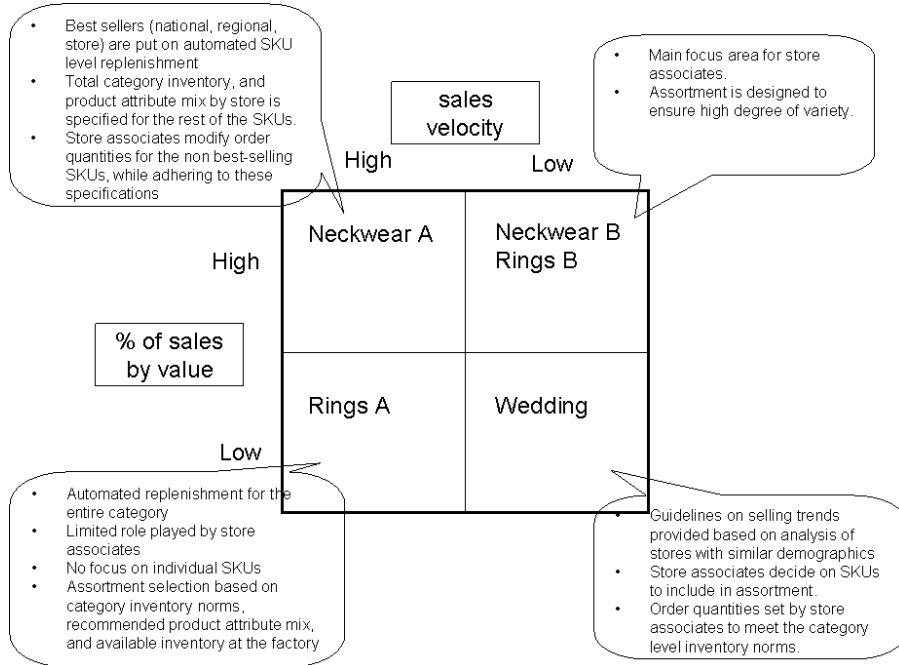 • Best sellers (national, regional,
store) are put on automated SKU
level replenishment
• Total category inventory, and
product attribute mix by store is
specified for the rest of the SKUs.
• Store associates modify order
quantities for the non best-selling
SKUs, while adhering to these
specifications
• Main focus area for store
associates.
• Assortment is designed to
ensure high degree of variety.
sales
velocity
High
Low
Neckwear A
Neckwear B
Rings B
High
% of sales
by value
Rings A
Wedding
Low
• Automated replenishment for the
entire category
• Limited role played by store
associates
• No focus on individual SKUs
• Assortment selection based on
category inventory norms,
recommended product attribute mix,
and available inventory at the factory
• Guidelines on selling trends
provided based on analysis of
stores with similar demographics
• Store associates decide on SKUs
to include in assortment.
• Order quantities set by store
associates to meet the category
level inventory norms.